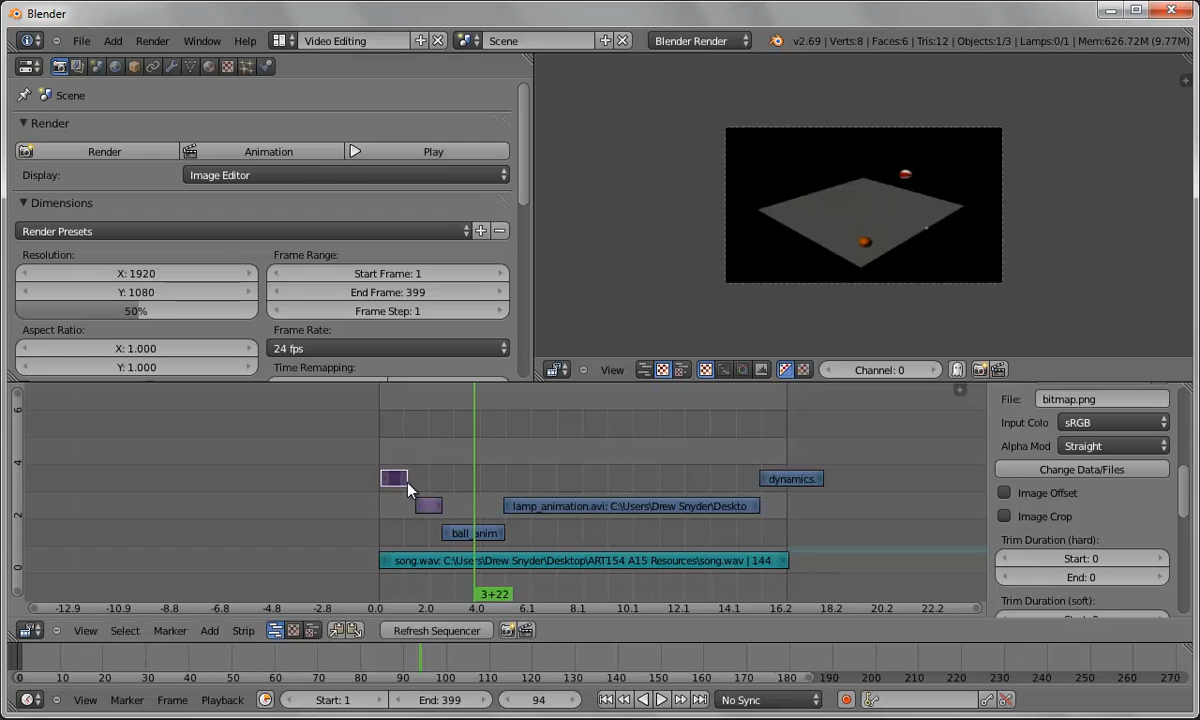 Blender
File Add Render Window Help Video Editing Scene Blender Render v2.69 | Verts:8 | Faces:6 | Tris:12 | Objects:1/3 | Lamps:0/1 | Mem:626.72M (9.77M)
Scene
Render
Render Animation Play
Display: Image Editor
Dimensions
Render Presets
Resolution: Frame Range:
X: 1920 Start Frame: 1
Y: 1080 End Frame: 399
50% Frame Step: 1
Aspect Ratio: Frame Rate:
X: 1.000 24 fps
Y: 1.000 Time Remapping:
View Channel: 0
6
4
2
0
dynamics.
lamp_animation.avi: C:\Users\Drew Snyder\Deskto
ball_anim
song.wav: C:\Users\Drew Snyder\Desktop\ART154 A15 Resources\song.wav | 144
3+22
-12.9 -10.9 -8.8 -6.8 -4.8 -2.8 0.0 2.0 4.0 6.1 8.1 10.1 12.1 14.1 16.2 18.2 20.2 22.2
File: bitmap.png
Input Colo sRGB
Alpha Mod Straight
Change Data/Files
Image Offset
Image Crop
Trim Duration (hard):
Start: 0
End: 0
Trim Duration (soft):
View Select Marker Add Strip Refresh Sequencer
0 10 20 30 40 50 60 70 80 90 100 110 120 130 140 150 160 170 180 190 200 210 220 230 240 250 260 270
View Marker Frame Playback Start: 1 End: 399 94 No Sync